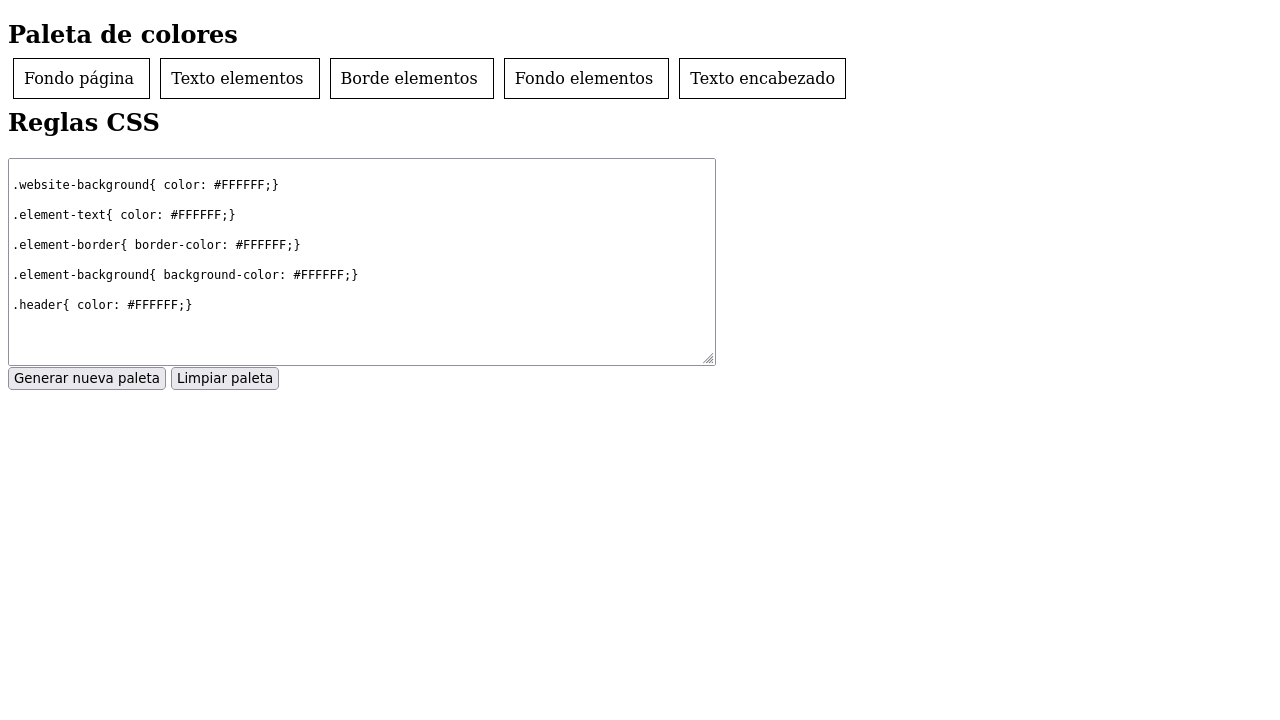 Paleta de colores
Fondo página Texto elementos Borde elementos Fondo elementos Texto encabezado
Reglas CSS
.website-background{ color: #FFFFFF;}
.element-text{ color: #FFFFFF;}
.element-border{ border-color: #FFFFFF;}
.element-background{ background-color: #FFFFFF;}
.header{ color: #FFFFFF;}
Generar nueva paleta Limpiar paleta